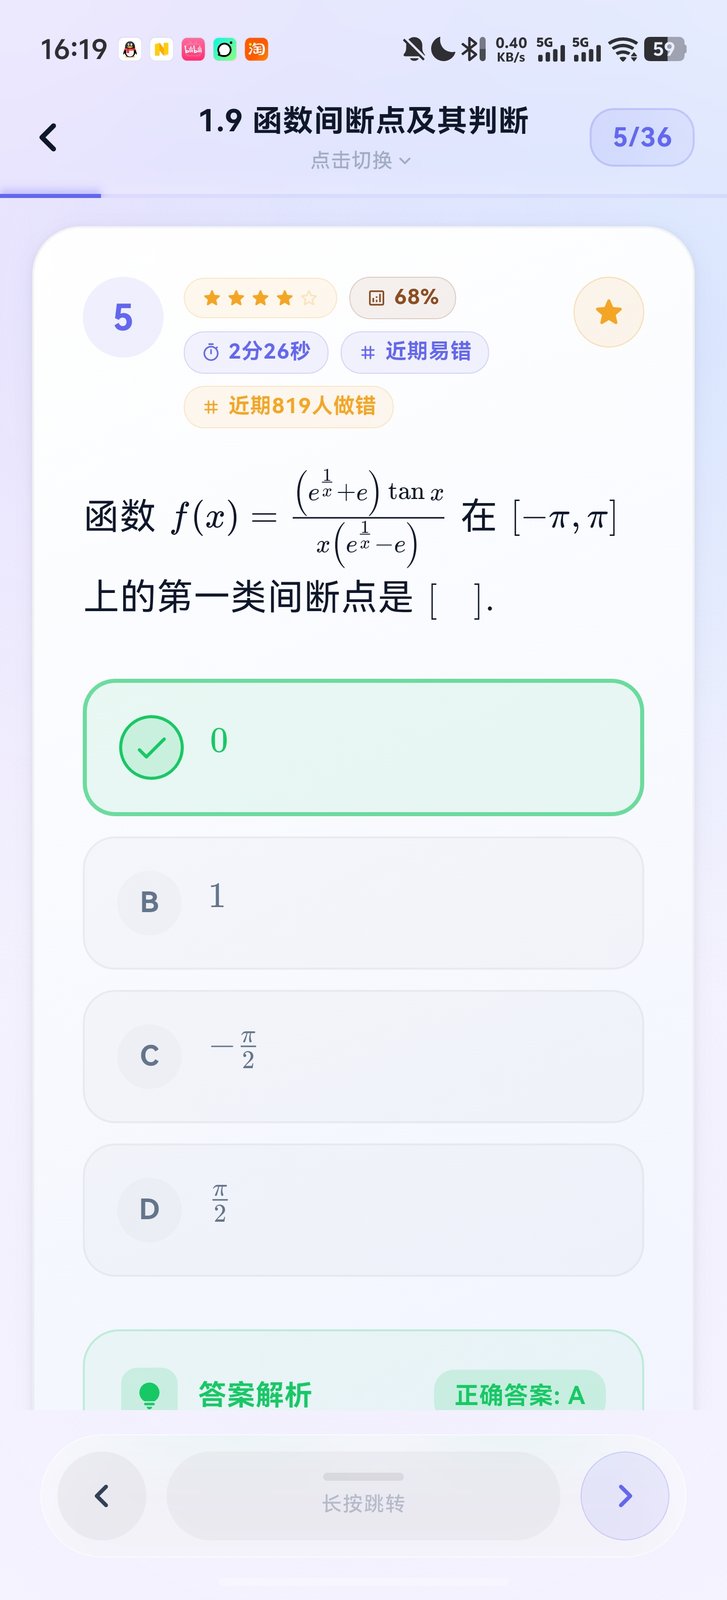 16:19 0.40 KB/s 5G 5G 59
1.9 函数间断点及其判断
点击切换
5/36
5
68%
2分26秒 # 近期易错
# 近期819人做错
函数 f(x) = (e^{1/x}+e) tan x / x(e^{1/x}−e) 在 [−π, π]
上的第一类间断点是 [ ].
0
B 1
C −π/2
D π/2
答案解析 正确答案: A
长按跳转